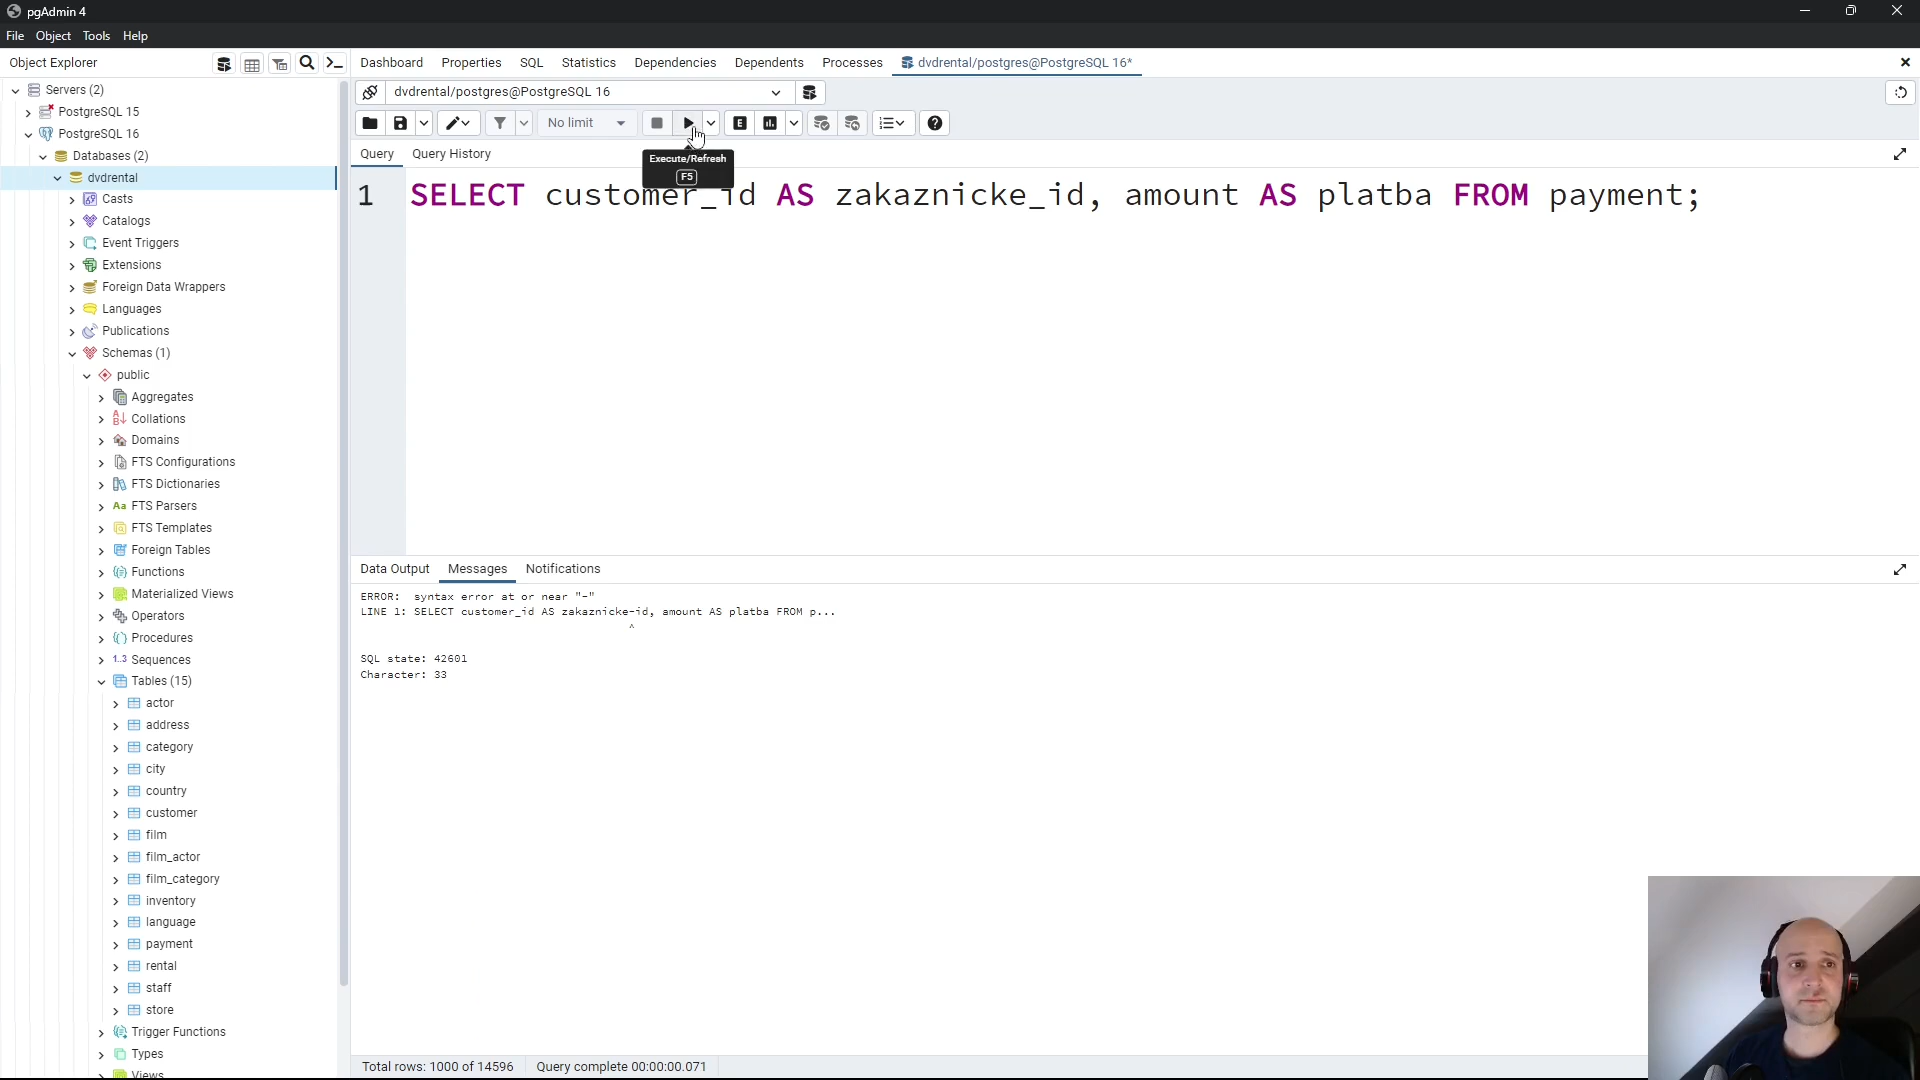 pgAdmin 4
File Object Tools Help
Object Explorer
Dashboard Properties SQL Statistics Dependencies Dependents Processes dvdrental/postgres@PostgreSQL 16*
dvdrental/postgres@PostgreSQL 16
No limit
E
Execute/Refresh
F5
Query Query History
1 SELECT customer_id AS zakaznicke_id, amount AS platba FROM payment;
Servers (2)
PostgreSQL 15
PostgreSQL 16
Databases (2)
dvdrental
Casts
Catalogs
Event Triggers
Extensions
Foreign Data Wrappers
Languages
Publications
Schemas (1)
public
Aggregates
Collations
Domains
FTS Configurations
FTS Dictionaries
Aa FTS Parsers
FTS Templates
Foreign Tables
Functions
Materialized Views
Operators
Procedures
1..3 Sequences
Tables (15)
actor
address
category
city
country
customer
film
film_actor
film_category
inventory
language
payment
rental
staff
store
Trigger Functions
Types
Views
Data Output Messages Notifications
ERROR: syntax error at or near "-"
LINE 1: SELECT customer_id AS zakaznicke-id, amount AS platba FROM p...
^
SQL state: 42601
Character: 33
Total rows: 1000 of 14596 Query complete 00:00:00.071